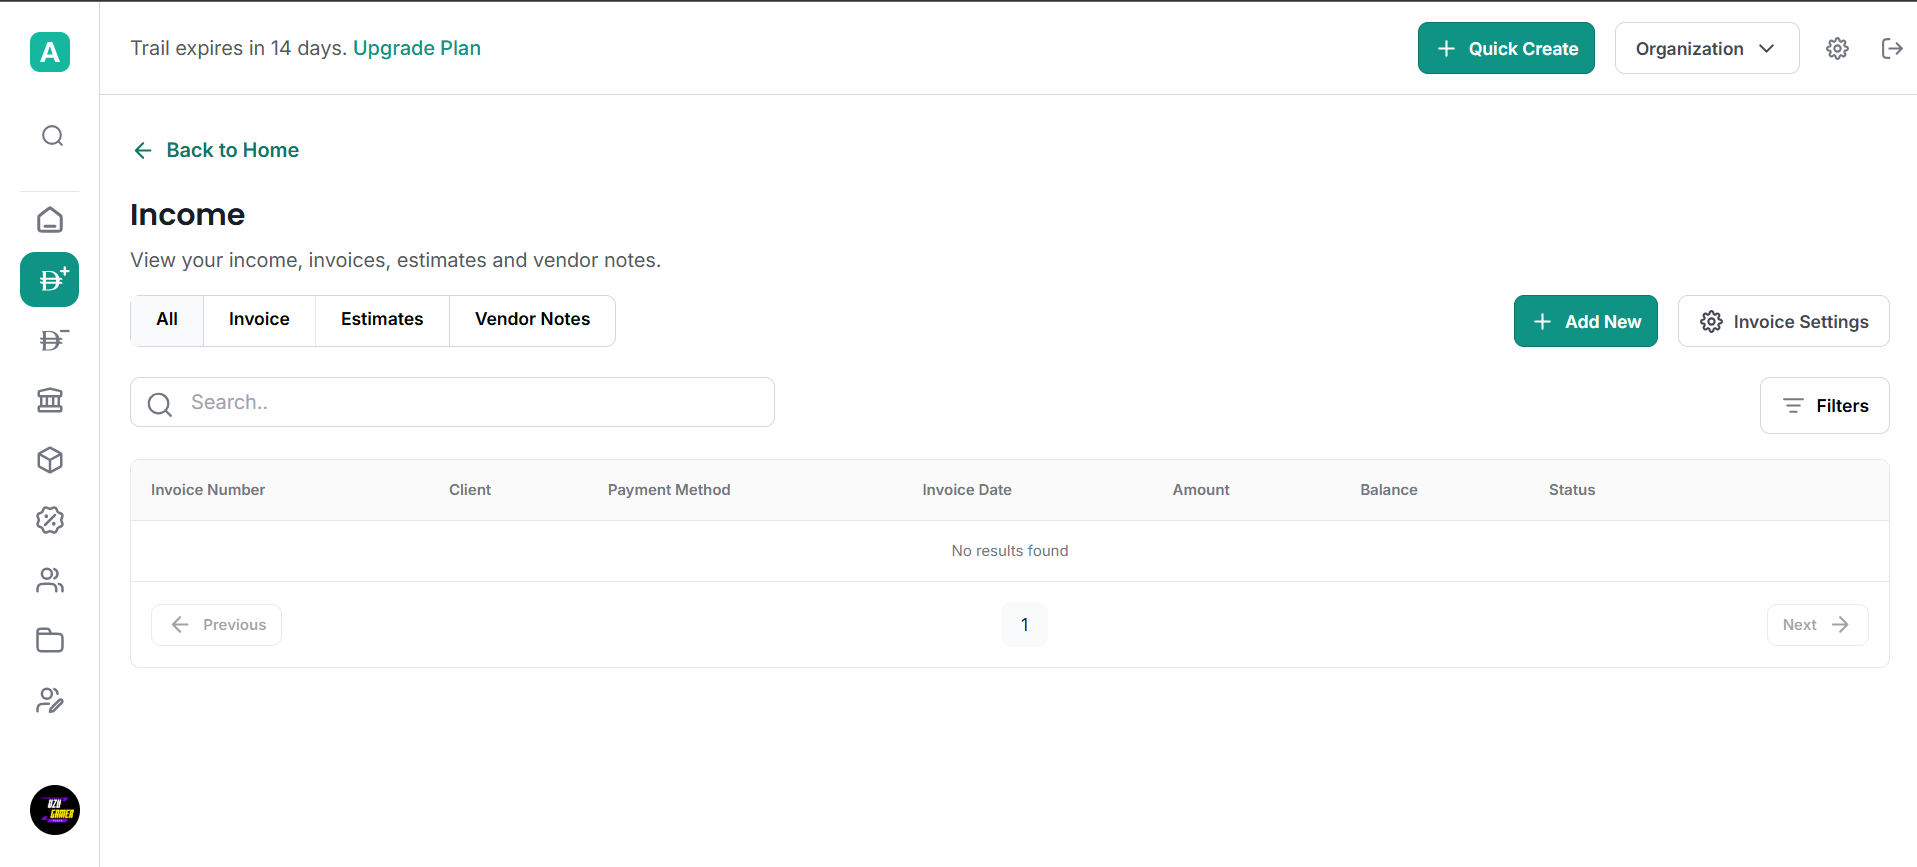 A
Trail expires in 14 days. Upgrade Plan
Quick Create
Organization
Back to Home
Income
View your income, invoices, estimates and vendor notes.
All Invoice Estimates Vendor Notes
Add New
Invoice Settings
Search..
Filters
Invoice Number Client Payment Method Invoice Date Amount Balance Status
No results found
Previous 1 Next
GAMER